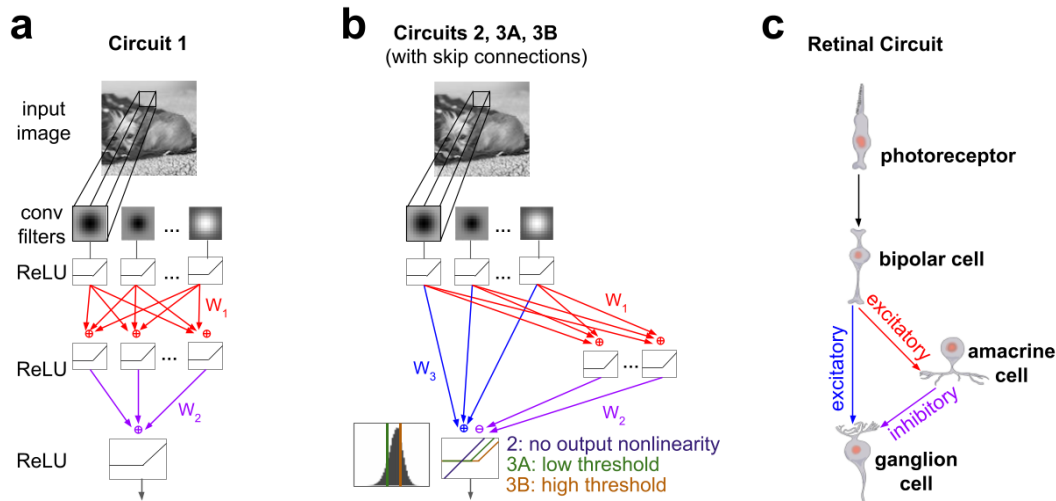 a
Circuit 1
input
image
conv
filters
...
ReLU
...
W1
⊕ ⊕ ⊕
ReLU
...
W2
⊕
ReLU
b
Circuits 2, 3A, 3B
(with skip connections)
...
...
W1
⊕ ⊕
...
W3
W2
⊕ ⊖
2: no output nonlinearity
3A: low threshold
3B: high threshold
c
Retinal Circuit
photoreceptor
bipolar cell
excitatory
excitatory
amacrine
cell
inhibitory
ganglion
cell